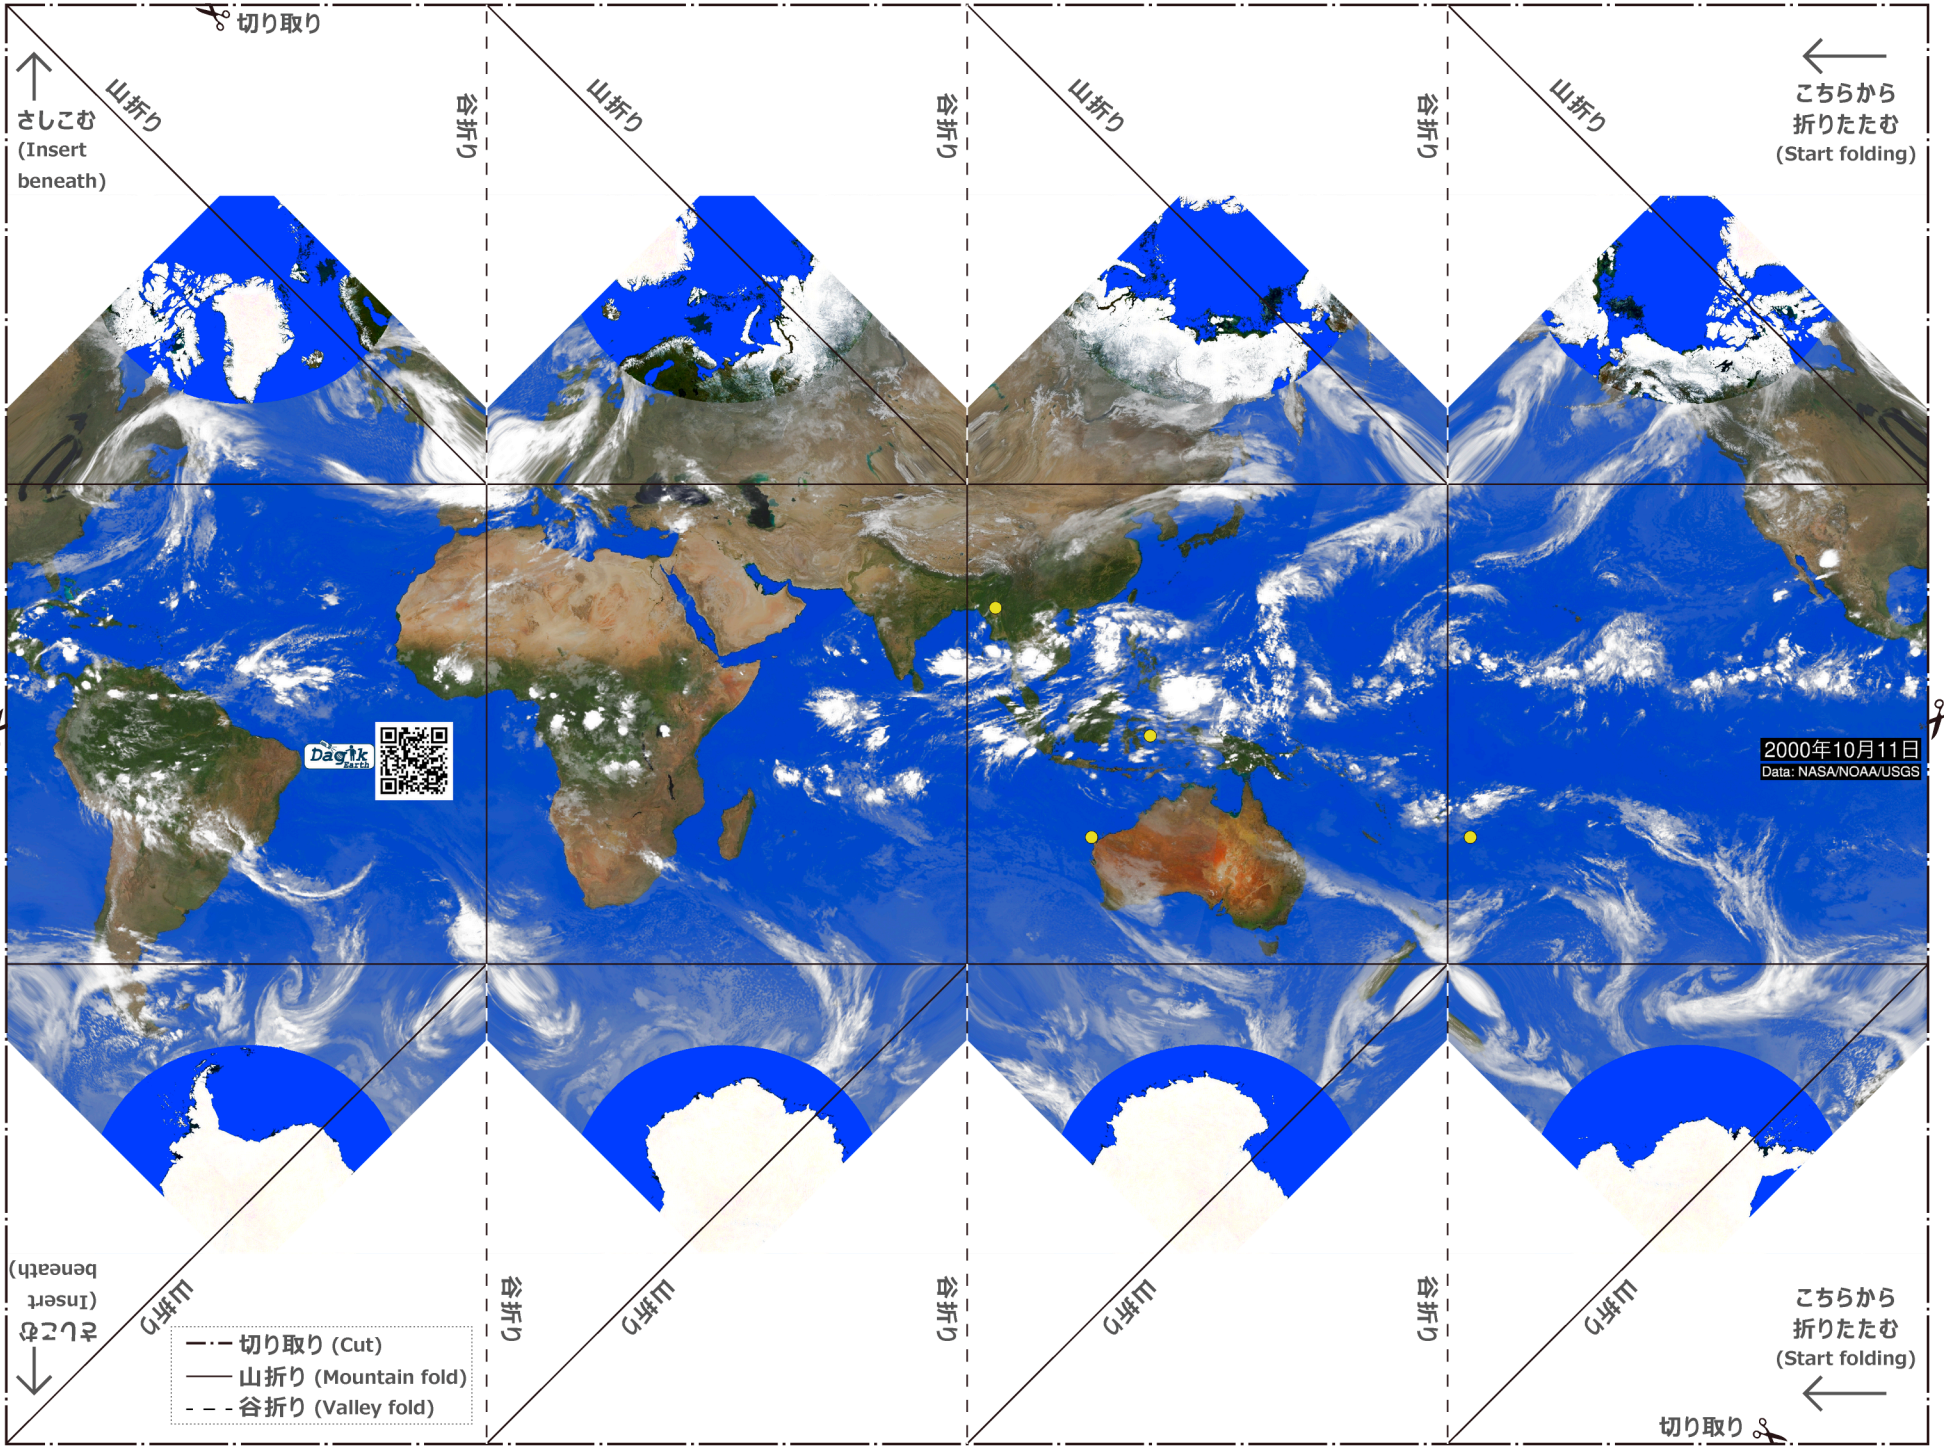 切り取り
さしこむ
(Insert
beneath)
山折り
谷折り
山折り
谷折り
山折り
谷折り
山折り
こちらから
折りたたむ
(Start folding)
Dagik
Earth
2000年10月11日
Data: NASA/NOAA/USGS
さしこむ
(Insert
beneath)
山折り
谷折り
山折り
谷折り
山折り
谷折り
山折り
こちらから
折りたたむ
(Start folding)
切り取り (Cut)
山折り (Mountain fold)
谷折り (Valley fold)
切り取り